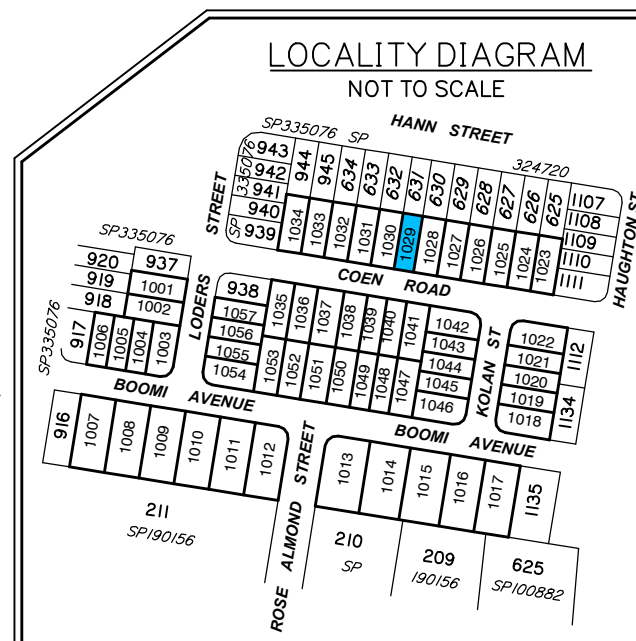 LOCALITY DIAGRAM
NOT TO SCALE
HANN STREET
SP335076 SP 324720
943 944 945 634 633 632 631 630 629 628 627 626 625 1107
942 1108
335076 941 1109
940 1110
SP 939 1111
STREET
HAUGHTON ST
1034 1033 1032 1031 1030 1029 1028 1027 1026 1025 1024 1023
COEN ROAD
SP335076
920 937
919 1001
918 1002
SP335076
917 1006 1005 1004 1003
LODERS
938 1035 1036 1037 1038 1039 1040 1041 1042
1057 1043
1056 1044
1055 1045
1054 1053 1052 1051 1050 1049 1048 1047 1046
KOLAN ST
1022 1112
1021
1020
1019 1134
1018
BOOMI AVENUE
BOOMI AVENUE
916 1007 1008 1009 1010 1011 1012
ROSE ALMOND STREET
1013 1014 1015 1016 1017 1135
211
SP190156
210
SP
209
190156
625
SP100882